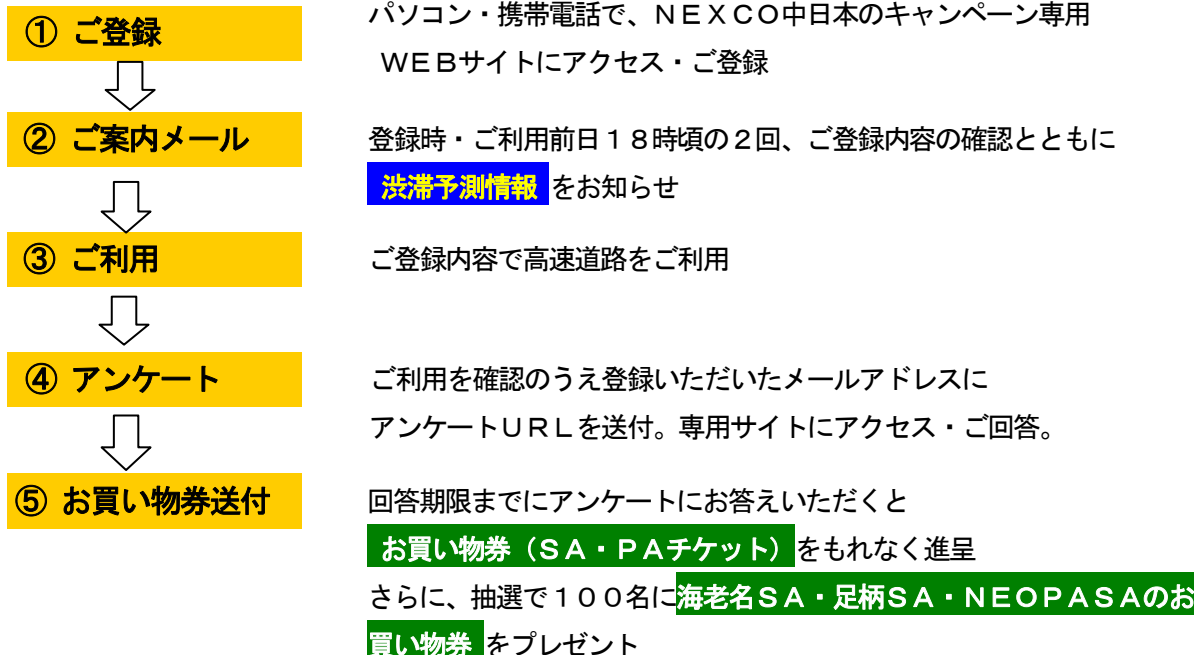 ① ご登録
パソコン・携帯電話で、ＮＥＸＣＯ中日本のキャンペーン専用
ＷＥＢサイトにアクセス・ご登録
② ご案内メール
登録時・ご利用前日１８時頃の２回、ご登録内容の確認とともに
渋滞予測情報 をお知らせ
③ ご利用
ご登録内容で高速道路をご利用
④ アンケート
ご利用を確認のうえ登録いただいたメールアドレスに
アンケートＵＲＬを送付。専用サイトにアクセス・ご回答。
⑤ お買い物券送付
回答期限までにアンケートにお答えいただくと
お買い物券（ＳＡ・ＰＡチケット） をもれなく進呈
さらに、抽選で１００名に海老名ＳＡ・足柄ＳＡ・ＮＥＯＰＡＳＡのお
買い物券 をプレゼント